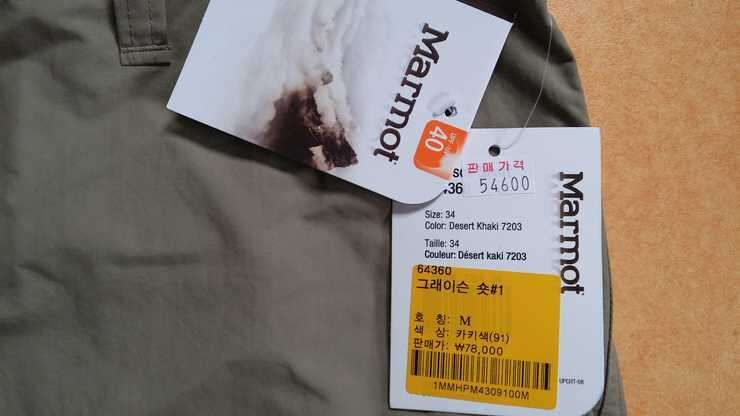 Marmot
UPF
40
판매가격
54600
Marmot
Size: 34
Color: Desert Khaki 7203
Taille: 34
Couleur: Désert kaki 7203
64360
그래이슨 숏#1
호 칭: M
색 상: 카키색(91)
판매가: ₩78,000
1MMHPM4309100M
UPCHT-08